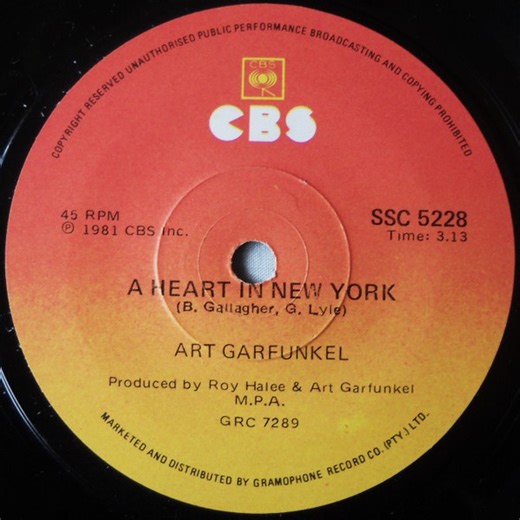 COPYRIGHT RESERVED UNAUTHORISED PUBLIC PERFORMANCE BROADCASTING AND COPYING PROHIBITED
CBS
CBS
45 RPM
℗ 1981 CBS Inc.
SSC 5228
Time: 3.13
A HEART IN NEW YORK
(B. Gallagher, G. Lyle)
ART GARFUNKEL
Produced by Roy Halee & Art Garfunkel
M.P.A.
GRC 7289
MARKETED AND DISTRIBUTED BY GRAMOPHONE RECORD CO. (PTY.) LTD.